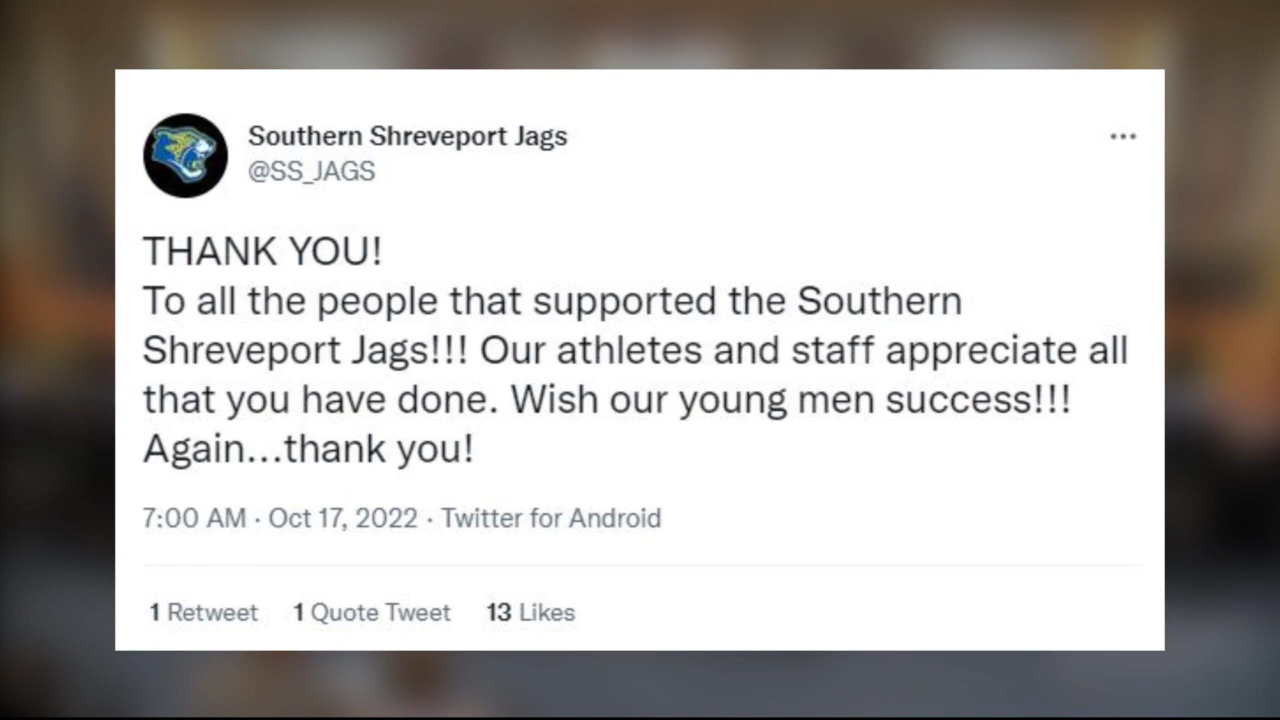 Southern Shreveport Jags
@SS_JAGS
THANK YOU!
To all the people that supported the Southern
Shreveport Jags!!! Our athletes and staff appreciate all
that you have done. Wish our young men success!!!
Again...thank you!
7:00 AM · Oct 17, 2022 · Twitter for Android
1 Retweet 1 Quote Tweet 13 Likes